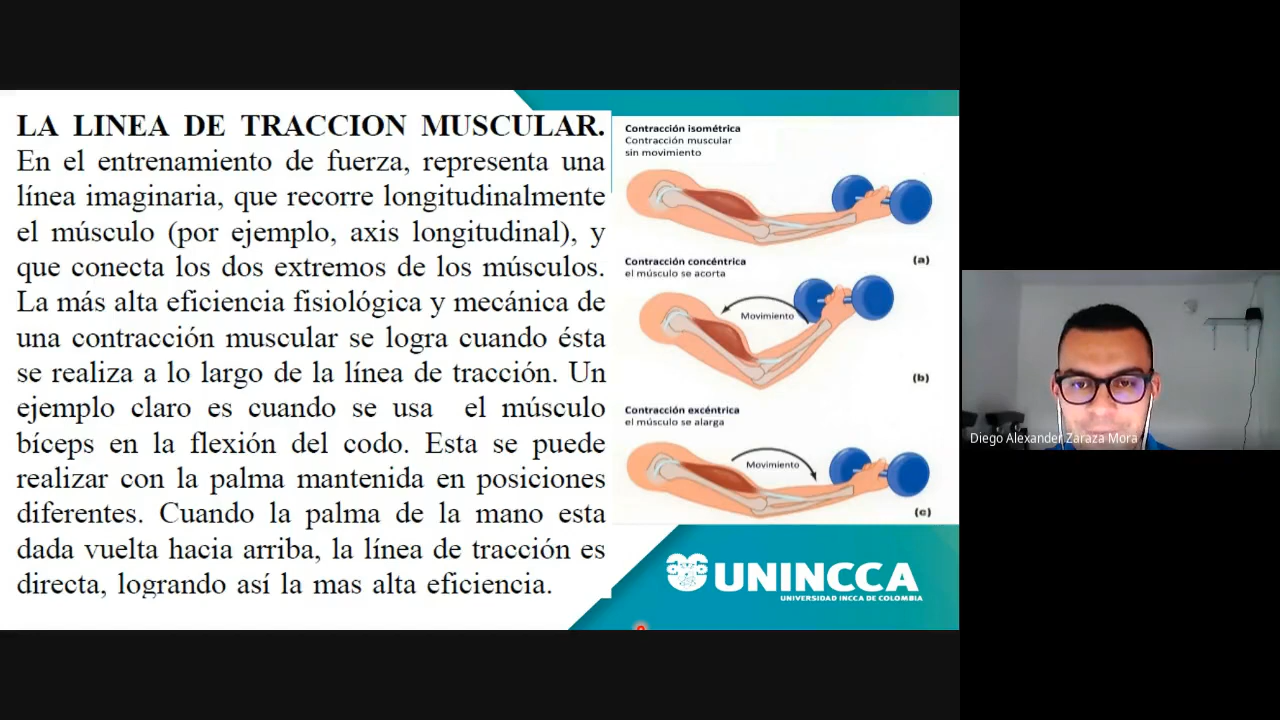 LA LINEA DE TRACCION MUSCULAR.
En el entrenamiento de fuerza, representa una
línea imaginaria, que recorre longitudinalmente
el músculo (por ejemplo, axis longitudinal), y
que conecta los dos extremos de los músculos.
La más alta eficiencia fisiológica y mecánica de
una contracción muscular se logra cuando ésta
se realiza a lo largo de la línea de tracción. Un
ejemplo claro es cuando se usa el músculo
bíceps en la flexión del codo. Esta se puede
realizar con la palma mantenida en posiciones
diferentes. Cuando la palma de la mano esta
dada vuelta hacia arriba, la línea de tracción es
directa, logrando así la mas alta eficiencia.
Contracción isométrica
Contracción muscular
sin movimiento
(a)
Contracción concéntrica
el músculo se acorta
Movimiento
(b)
Contracción excéntrica
el músculo se alarga
Movimiento
(c)
UNINCCA
UNIVERSIDAD INCCA DE COLOMBIA
Diego Alexander Zaraza Mora